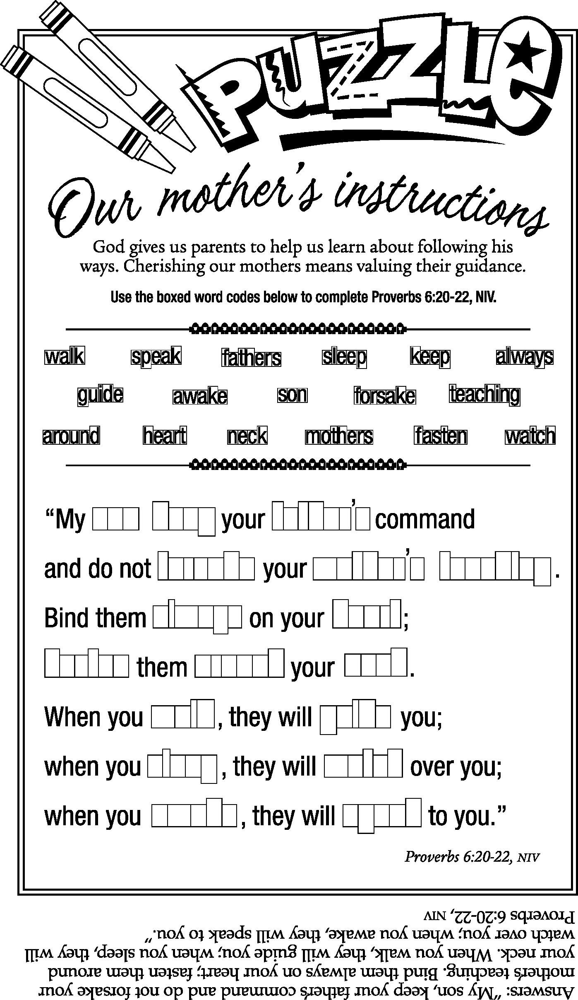 PUZZLE
Our mother's instructions
God gives us parents to help us learn about following his
ways. Cherishing our mothers means valuing their guidance.
Use the boxed word codes below to complete Proverbs 6:20-22, NIV.
walk speak fathers sleep keep always
guide awake son forsake teaching
around heart neck mothers fasten watch
“My your ’ command
and do not your ’ .
Bind them on your ;
them your .
When you , they will you;
when you , they will over you;
when you , they will to you.”
Proverbs 6:20-22, NIV
Answers: “My son, keep your father’s command and do not forsake your
mother’s teaching. Bind them always on your heart; fasten them around
your neck. When you walk, they will guide you; when you sleep, they will
watch over you; when you awake, they will speak to you.”
Proverbs 6:20-22, NIV